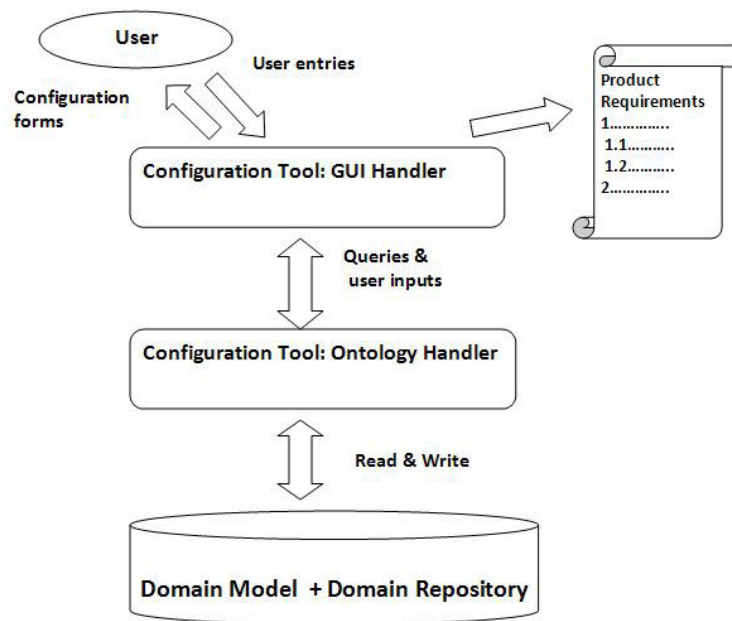 User
User entries
Configuration
forms
Product
Requirements
1.............
1.1...........
1.2...........
2.............
Configuration Tool: GUI Handler
Queries &
user inputs
Configuration Tool: Ontology Handler
Read & Write
Domain Model + Domain Repository